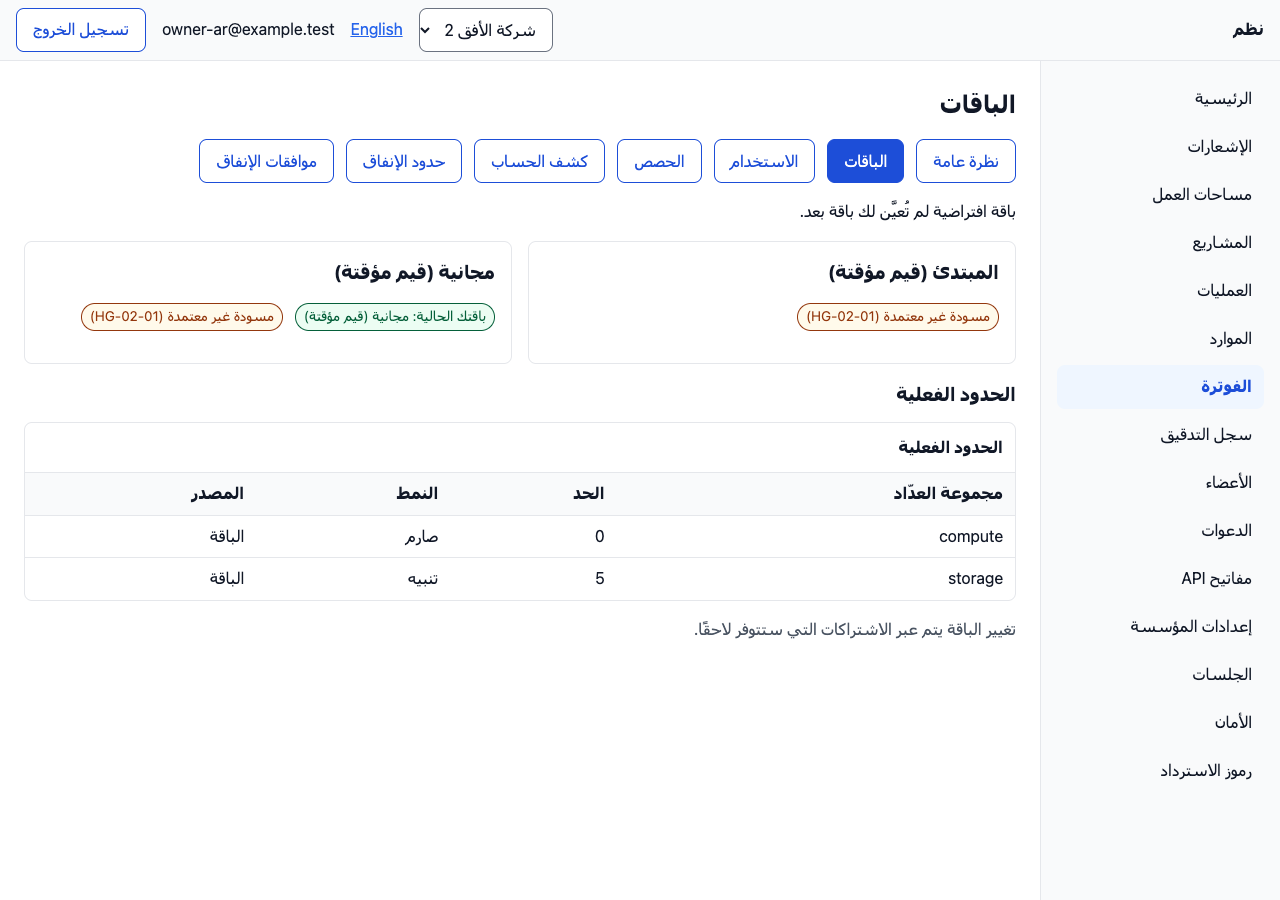 نظم
شركة الأفق 2
English
owner-ar@example.test
تسجيل الخروج
الرئيسية
الإشعارات
مساحات العمل
المشاريع
العمليات
الموارد
الفوترة
سجل التدقيق
الأعضاء
الدعوات
مفاتيح API
إعدادات المؤسسة
الجلسات
الأمان
رموز الاسترداد
الباقات
نظرة عامة
الباقات
الاستخدام
الحصص
كشف الحساب
حدود الإنفاق
موافقات الإنفاق
باقة افتراضية لم تُعيَّن لك باقة بعد.
المبتدئ (قيم مؤقتة)
مسودة غير معتمدة (HG-02-01)
مجانية (قيم مؤقتة)
باقتك الحالية: مجانية (قيم مؤقتة)
مسودة غير معتمدة (HG-02-01)
الحدود الفعلية
الحدود الفعلية
مجموعة العدّاد الحد النمط المصدر
compute 0 صارم الباقة
storage 5 تنبيه الباقة
تغيير الباقة يتم عبر الاشتراكات التي ستتوفر لاحقًا.